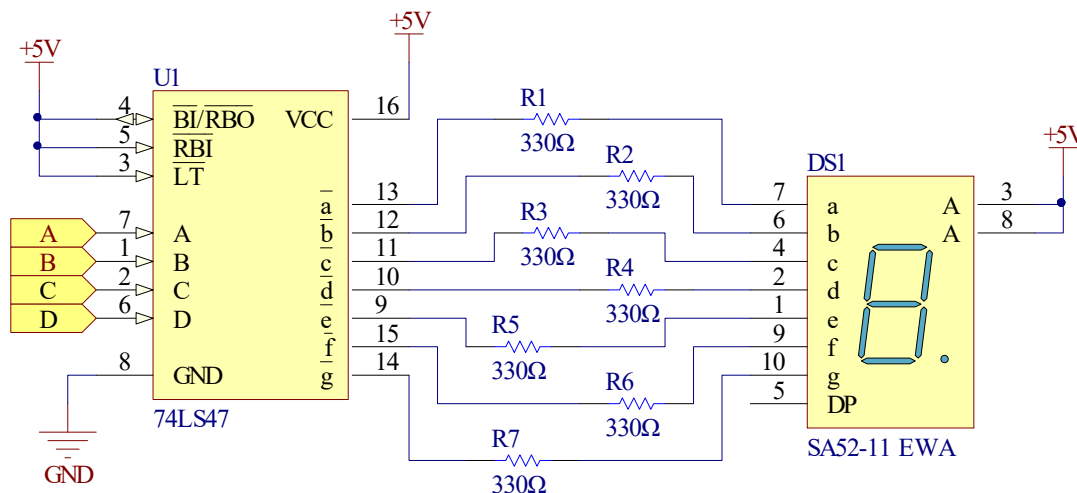 +5V
+5V
U1
4
BI/RBO
VCC
16
5
RBI
3
LT
a
13
b
12
c
11
d
10
e
9
f
15
g
14
A
7
A
B
1
B
C
2
C
D
6
D
8
GND
74LS47
GND
R1
330Ω
R2
330Ω
R3
330Ω
R4
330Ω
R5
330Ω
R6
330Ω
R7
330Ω
+5V
DS1
7
a
A
3
6
b
A
8
4
c
2
d
1
e
9
f
10
g
5
DP
SA52-11 EWA